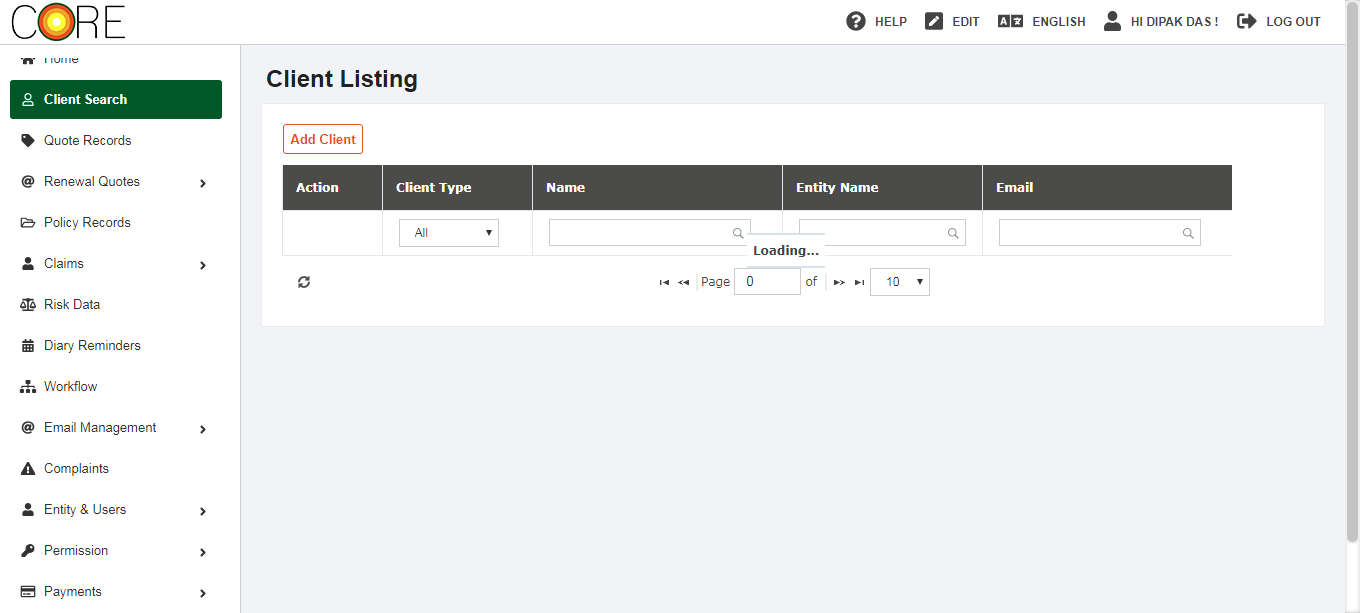 CORE
HELP
EDIT
ENGLISH
HI DIPAK DAS !
LOG OUT
Home
Client Search
Quote Records
Renewal Quotes
Policy Records
Claims
Risk Data
Diary Reminders
Workflow
Email Management
Complaints
Entity & Users
Permission
Payments
Client Listing
Add Client
Action Client Type Name Entity Name Email
All
Loading...
Page 0 of 10